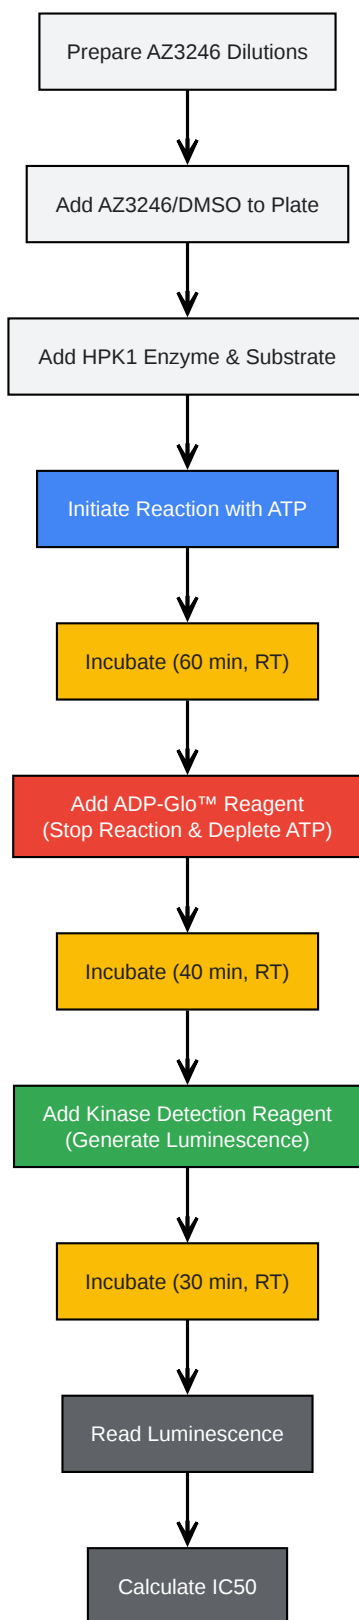 Prepare AZ3246 Dilutions
Add AZ3246/DMSO to Plate
Add HPK1 Enzyme & Substrate
Initiate Reaction with ATP
Incubate (60 min, RT)
Add ADP-Glo™ Reagent
(Stop Reaction & Deplete ATP)
Incubate (40 min, RT)
Add Kinase Detection Reagent
(Generate Luminescence)
Incubate (30 min, RT)
Read Luminescence
Calculate IC50